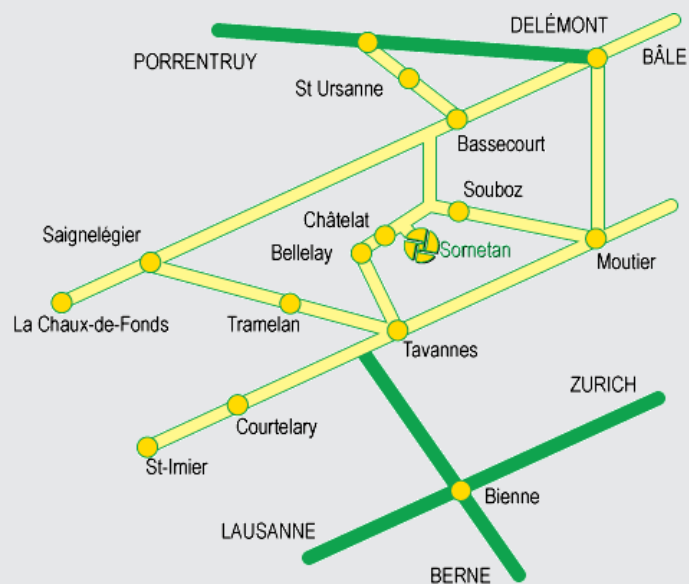 DELÉMONT
BÂLE
PORRENTRUY
St Ursanne
Bassecourt
Souboz
Châtelat
Saignelégier
Bellelay
Sornetan
Moutier
La Chaux-de-Fonds
Tramelan
Tavannes
ZURICH
Courtelary
St-Imier
Bienne
LAUSANNE
BERNE